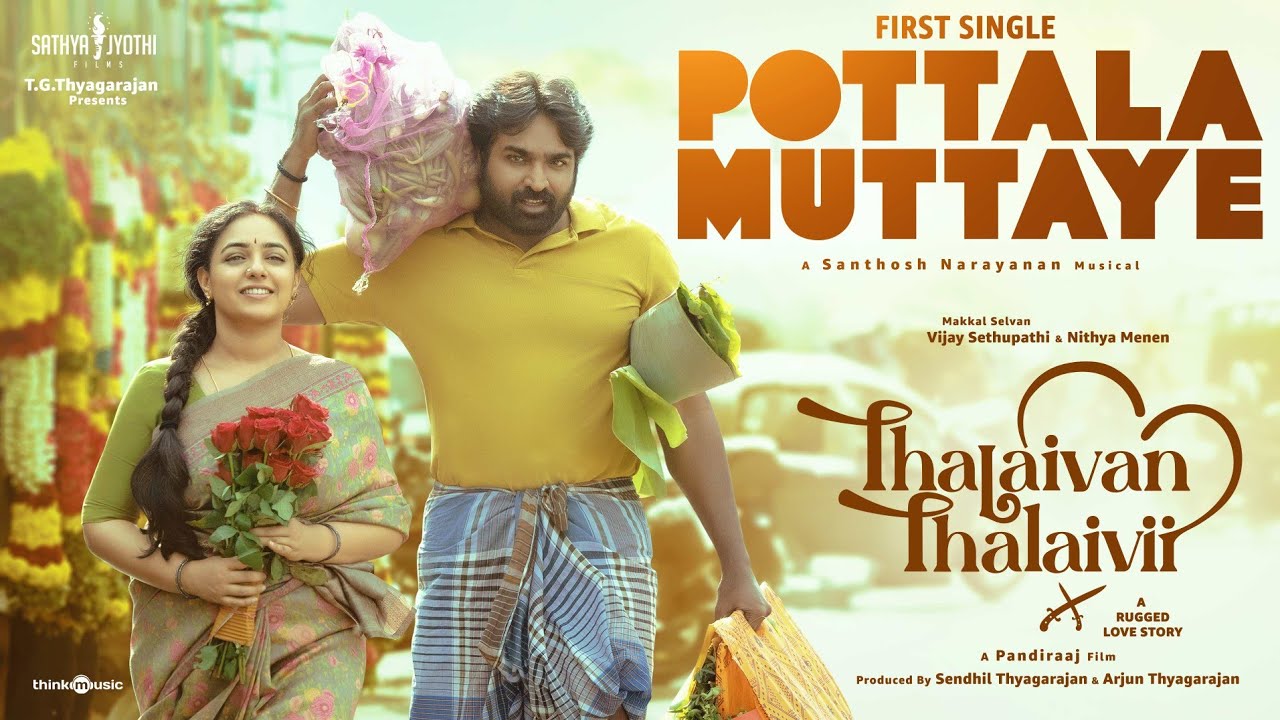 SATHYA JYOTHI
FILMS
T.G.Thyagarajan
Presents
FIRST SINGLE
POTTALA
MUTTAYE
A Santhosh Narayanan Musical
Makkal Selvan
Vijay Sethupathi & Nithya Menen
Thalaivan
Thalaivii
A
RUGGED
LOVE STORY
A Pandiraaj Film
Produced By Sendhil Thyagarajan & Arjun Thyagarajan
think music